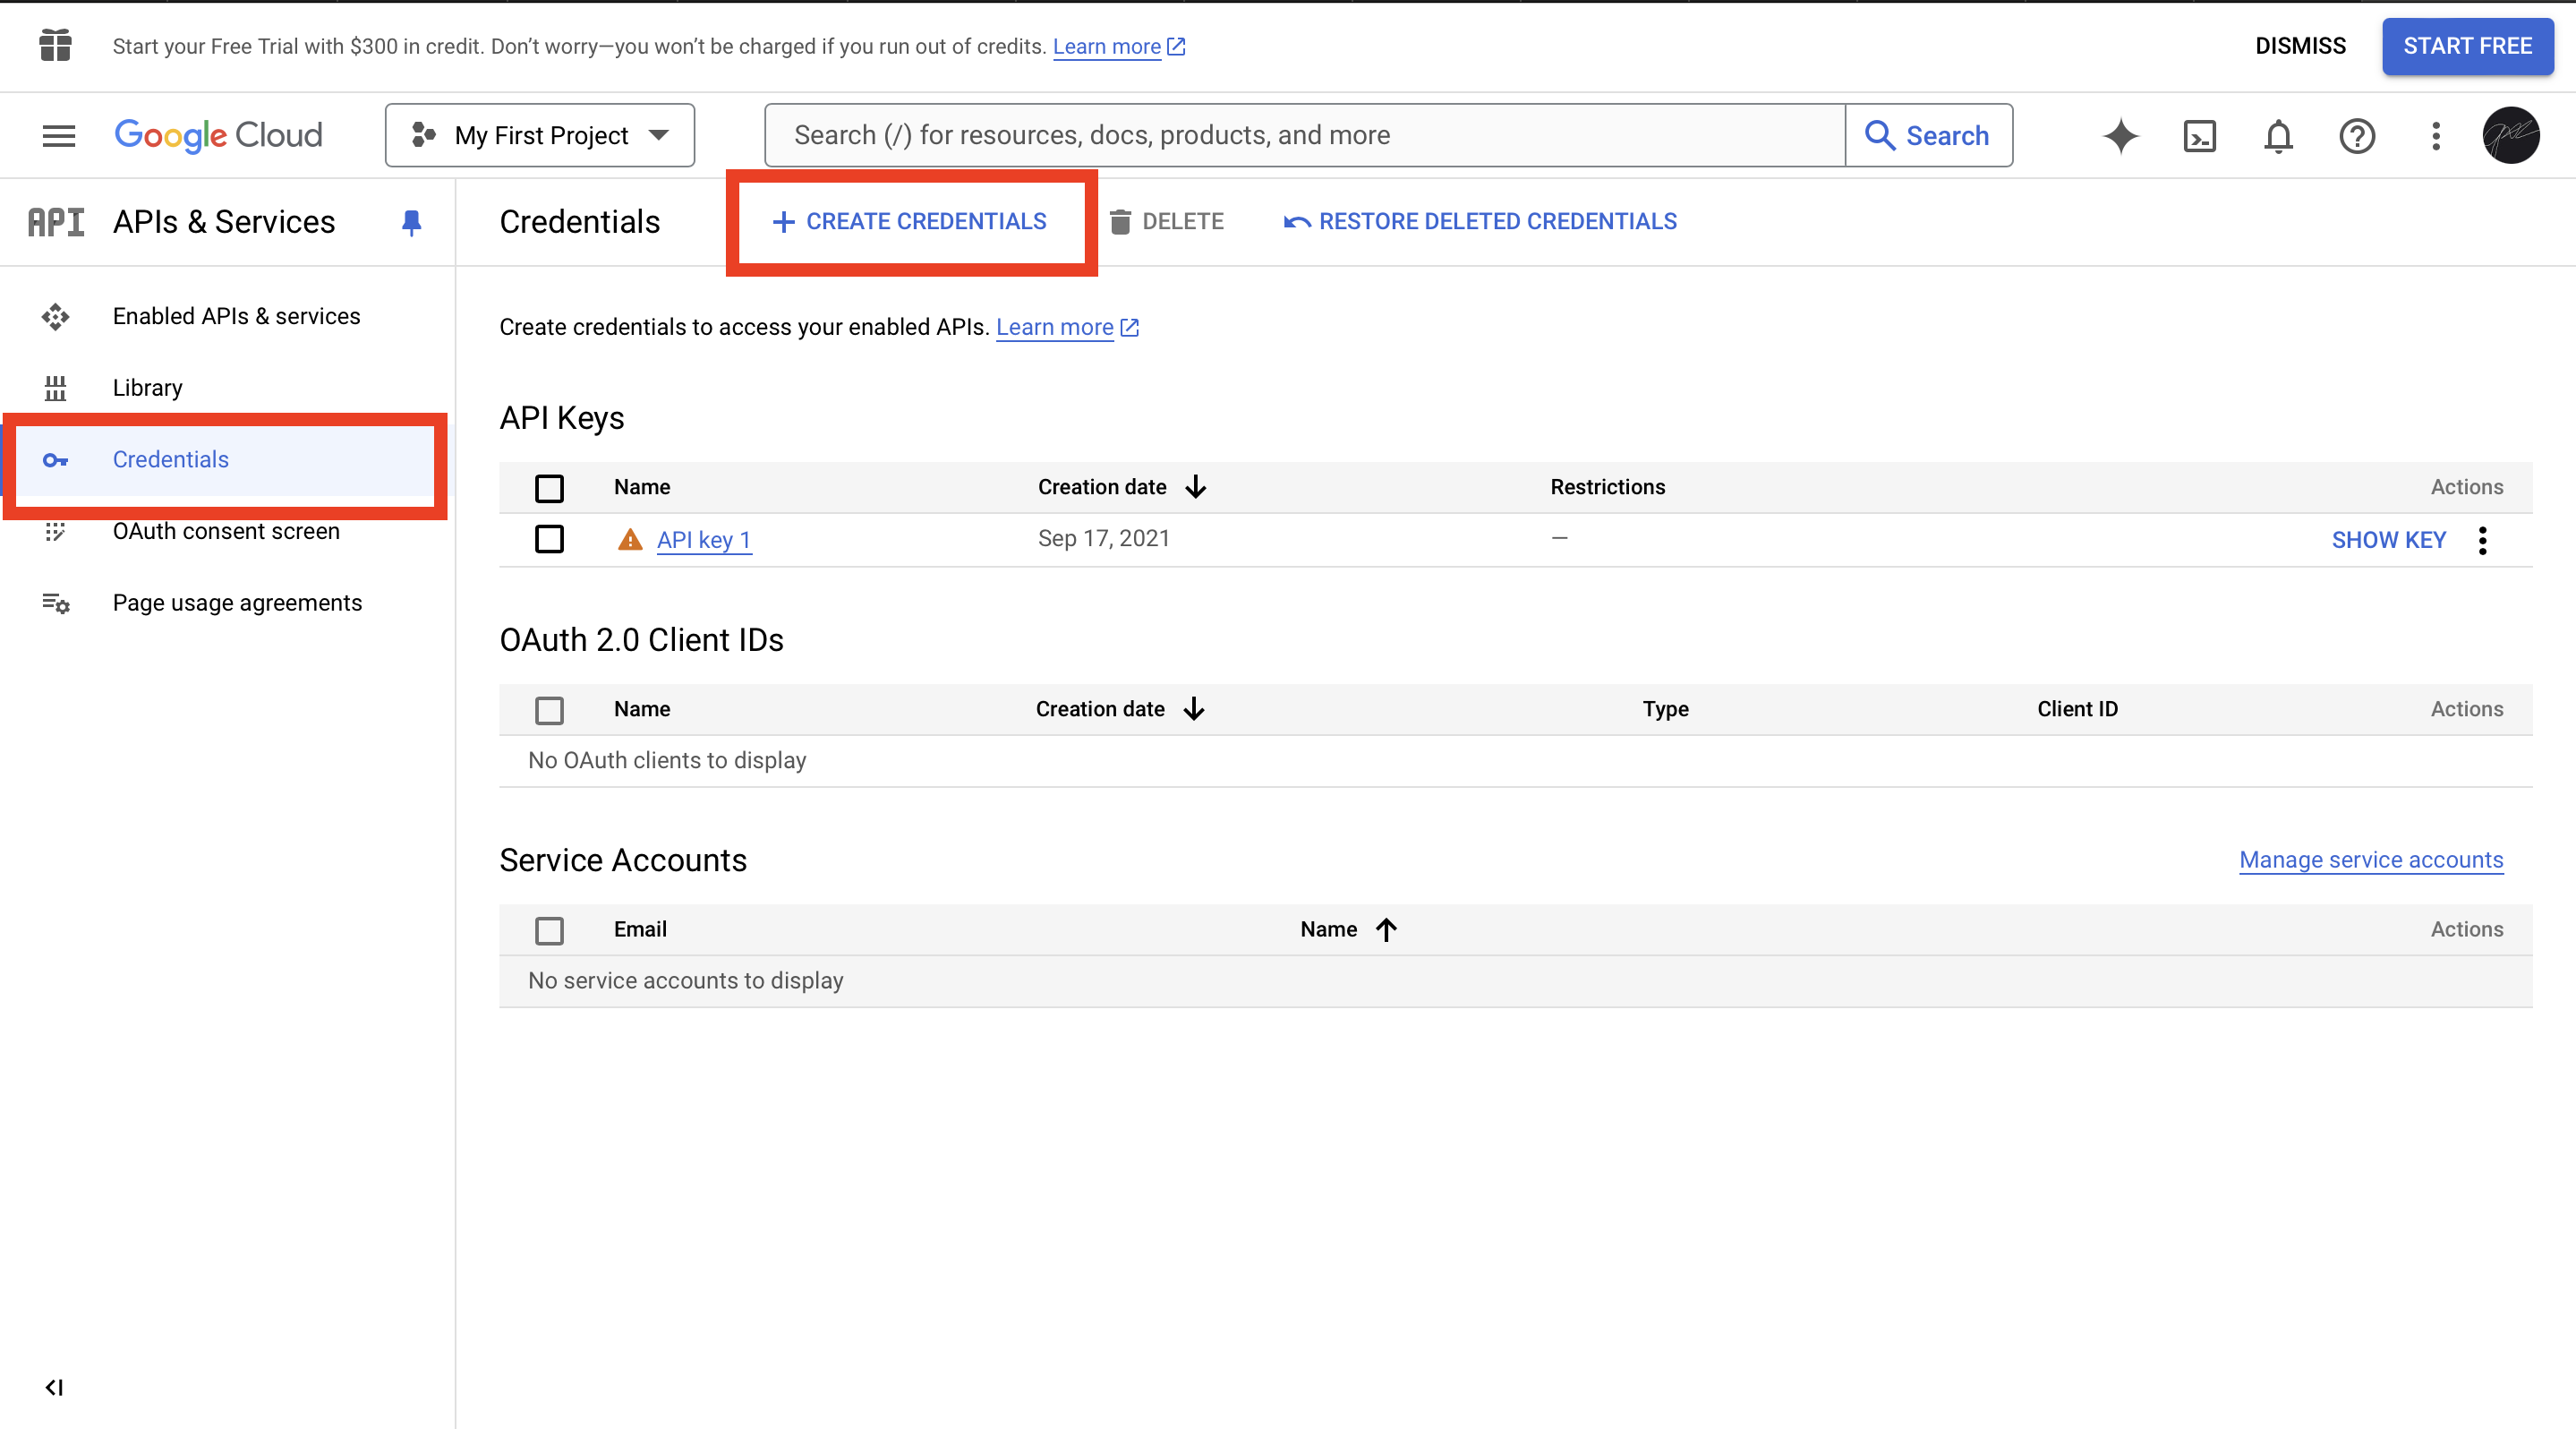 Start your Free Trial with $300 in credit. Don’t worry—you won’t be charged if you run out of credits. Learn more
DISMISS
START FREE
Google Cloud
My First Project
Search (/) for resources, docs, products, and more
Search
API APIs & Services
Credentials
+ CREATE CREDENTIALS
DELETE
RESTORE DELETED CREDENTIALS
Enabled APIs & services
Library
Credentials
OAuth consent screen
Page usage agreements
Create credentials to access your enabled APIs. Learn more
API Keys
Name Creation date Restrictions Actions
API key 1 Sep 17, 2021 — SHOW KEY
OAuth 2.0 Client IDs
Name Creation date Type Client ID Actions
No OAuth clients to display
Service Accounts
Manage service accounts
Email Name Actions
No service accounts to display